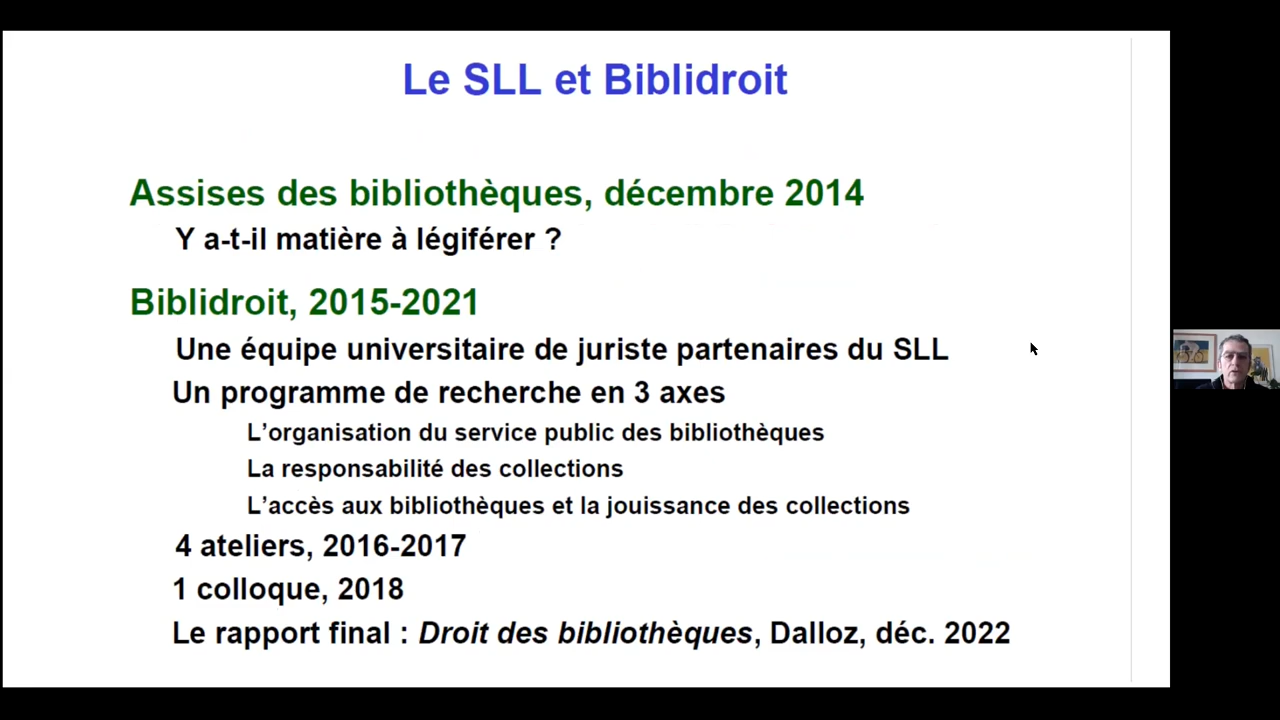 Le SLL et Biblidroit
Assises des bibliothèques, décembre 2014
Y a-t-il matière à légiférer ?
Biblidroit, 2015-2021
Une équipe universitaire de juriste partenaires du SLL
Un programme de recherche en 3 axes
L’organisation du service public des bibliothèques
La responsabilité des collections
L’accès aux bibliothèques et la jouissance des collections
4 ateliers, 2016-2017
1 colloque, 2018
Le rapport final : Droit des bibliothèques, Dalloz, déc. 2022